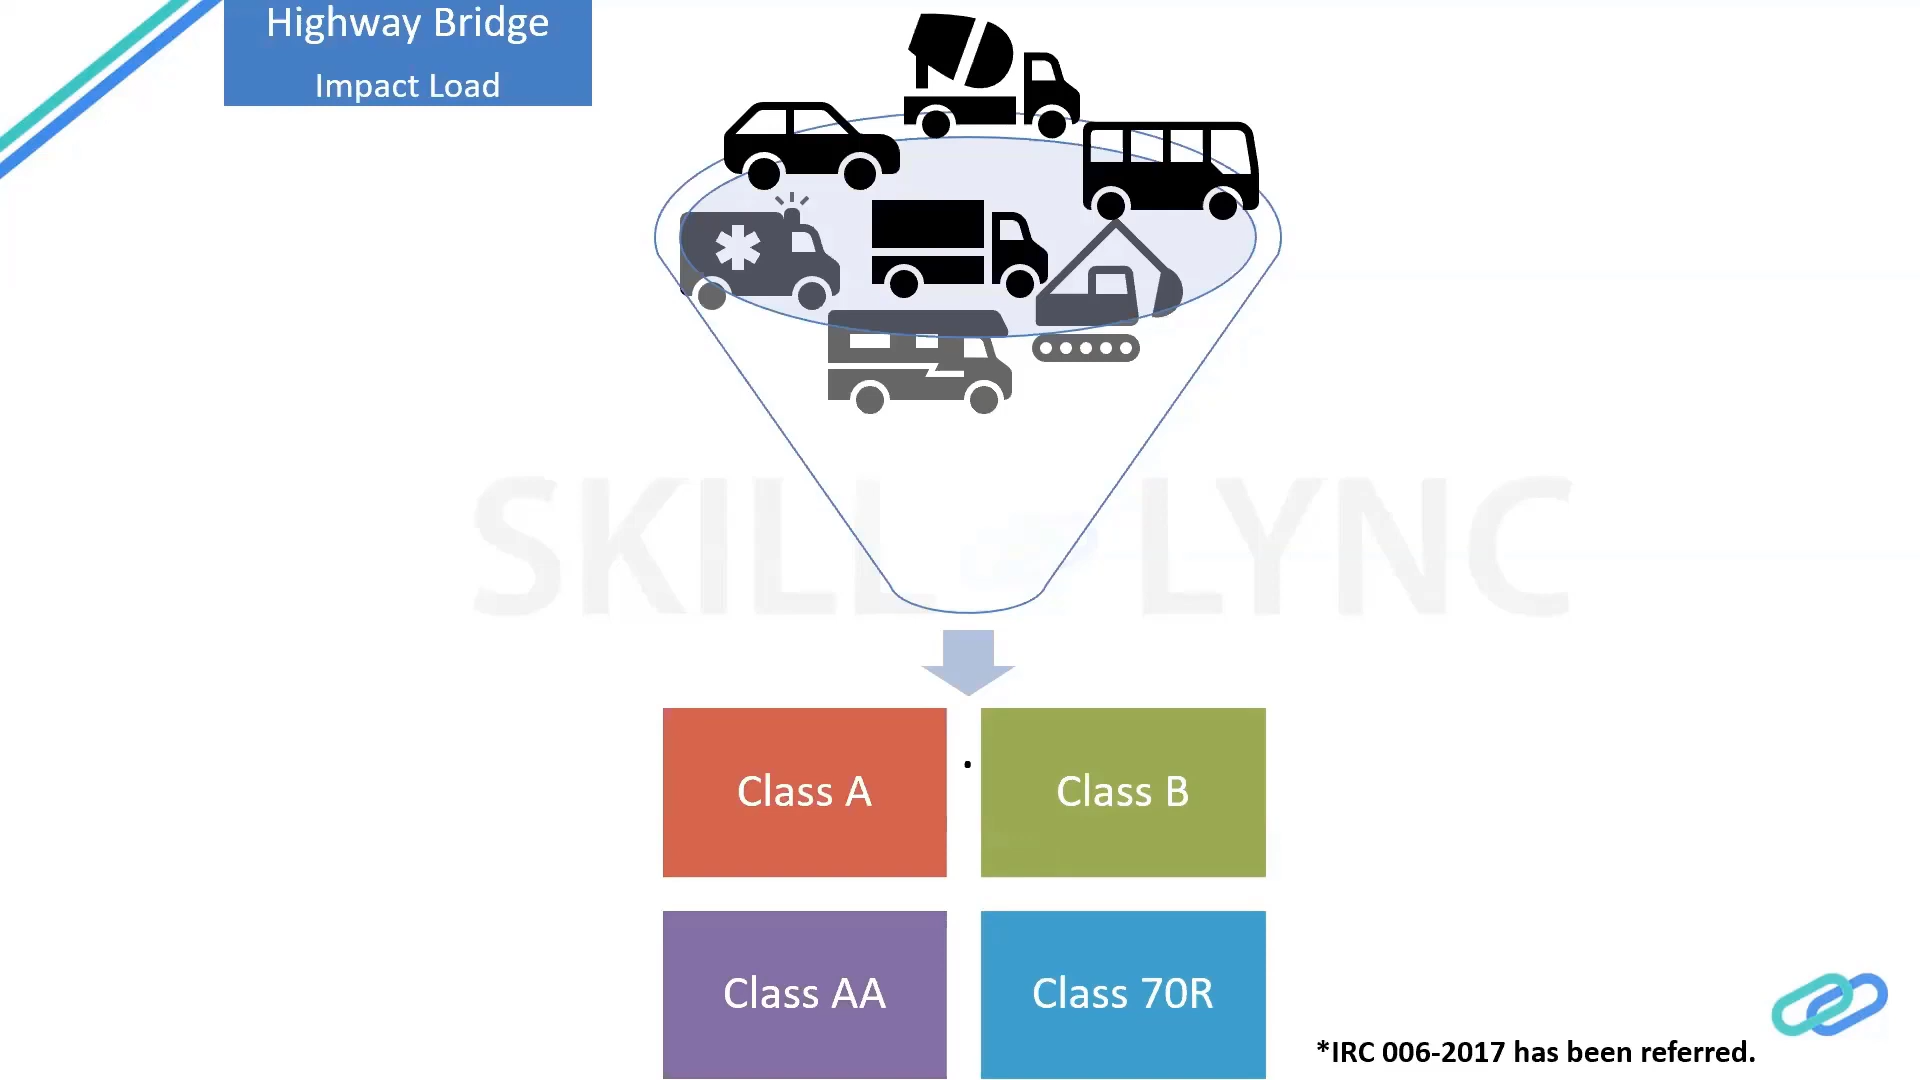 Highway Bridge
Impact Load
SKILL LYNC
Class A
.
Class B
Class AA
Class 70R
*IRC 006-2017 has been referred.